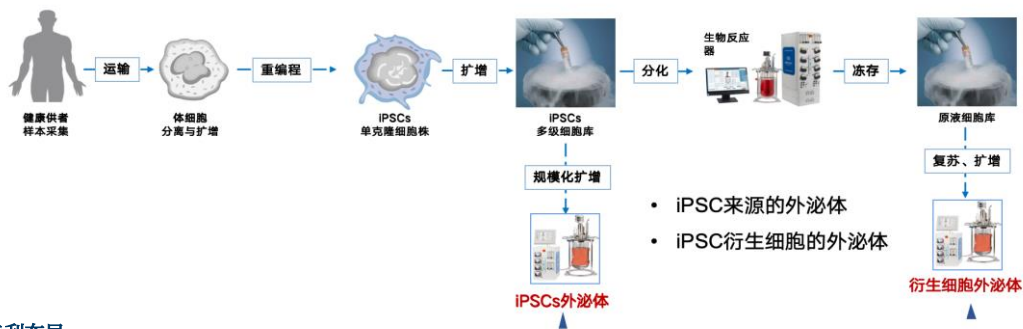 运输
重编程
扩增
生物反应
器
分化
冻存
健康供者
样本采集
体细胞
分离与扩增
iPSCs
单克隆细胞株
iPSCs
多级细胞库
原液细胞库
规模化扩增
复苏、扩增
• iPSC来源的外泌体
• iPSC衍生细胞的外泌体
iPSCs外泌体
衍生细胞外泌体